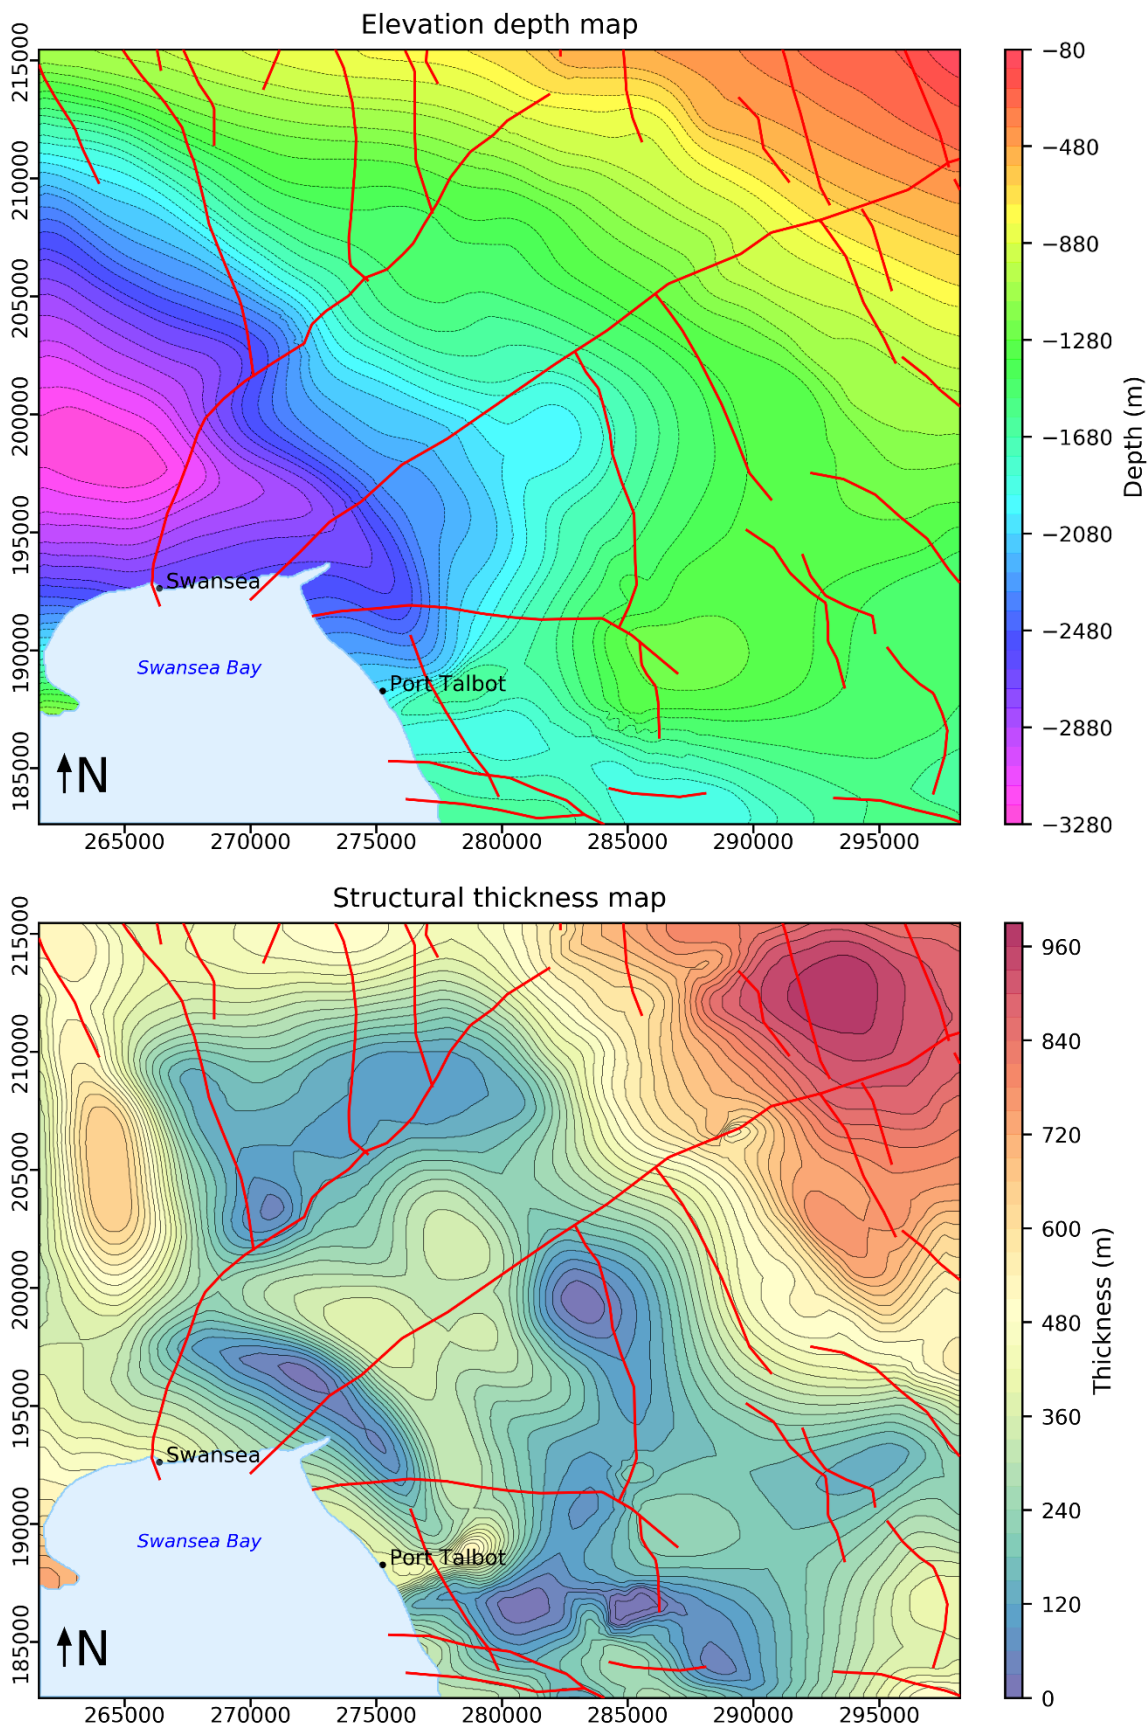 Elevation depth map
215000
210000
205000
200000
195000
190000
185000
Swansea
Swansea Bay
Port Talbot
N
265000 270000 275000 280000 285000 290000 295000
−80
−480
−880
−1280
−1680
−2080
−2480
−2880
−3280
Depth (m)
Structural thickness map
215000
210000
205000
200000
195000
190000
185000
Swansea
Swansea Bay
Port Talbot
N
265000 270000 275000 280000 285000 290000 295000
960
840
720
600
480
360
240
120
0
Thickness (m)